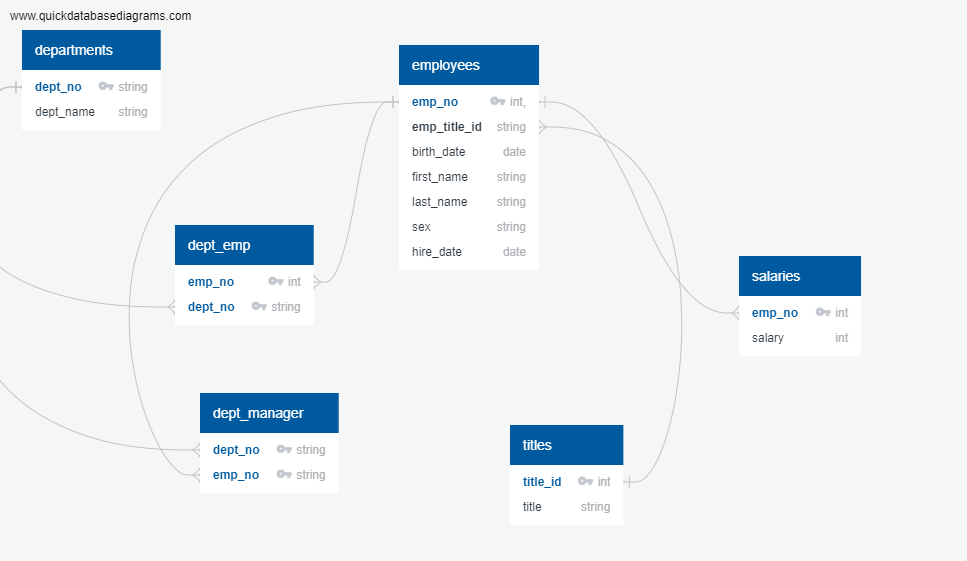 www.quickdatabasediagrams.com
departments
dept_no string
dept_name string
employees
emp_no int,
emp_title_id string
birth_date date
first_name string
last_name string
sex string
hire_date date
dept_emp
emp_no int
dept_no string
salaries
emp_no int
salary int
dept_manager
dept_no string
emp_no string
titles
title_id int
title string